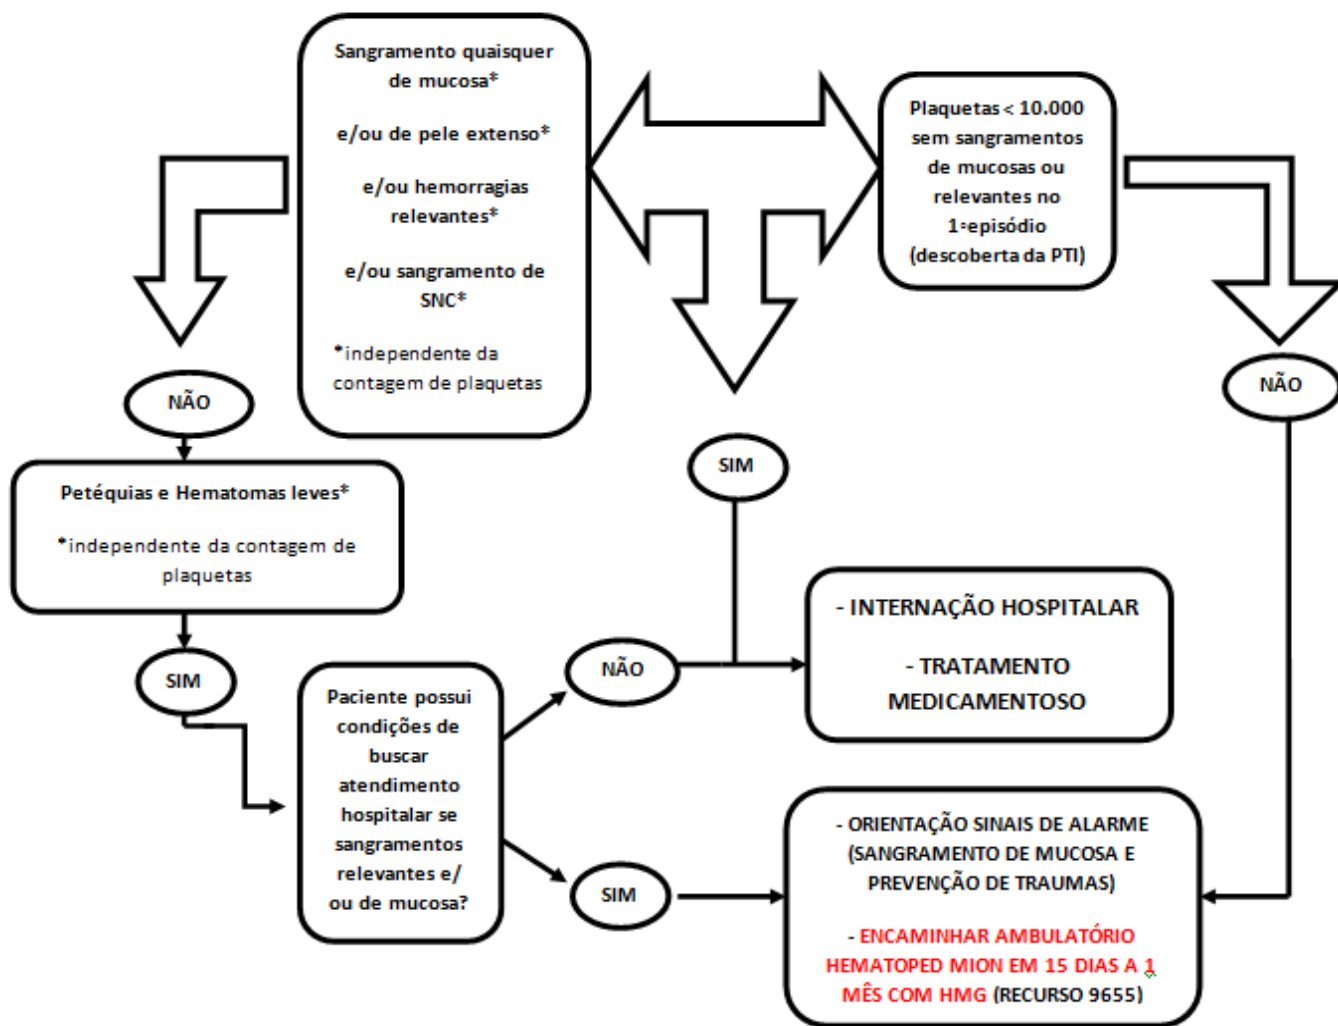 Sangramento quaisquer
de mucosa*
e/ou de pele extenso*
e/ou hemorragias
relevantes*
e/ou sangramento de
SNC*
*independente da
contagem de plaquetas
Plaquetas < 10.000
sem sangramentos
de mucosas ou
relevantes no
1º episódio
(descoberta da PTI)
NÃO
NÃO
SIM
Petéquias e Hematomas leves*
*independente da contagem de
plaquetas
SIM
Paciente possui
condições de
buscar
atendimento
hospitalar se
sangramentos
relevantes e/
ou de mucosa?
NÃO
- INTERNAÇÃO HOSPITALAR
- TRATAMENTO
MEDICAMENTOSO
SIM
- ORIENTAÇÃO SINAIS DE ALARME
(SANGRAMENTO DE MUCOSA E
PREVENÇÃO DE TRAUMAS)
- ENCAMINHAR AMBULATÓRIO
HEMATOPED MION EM 15 DIAS A 1
MÊS COM HMG (RECURSO 9655)